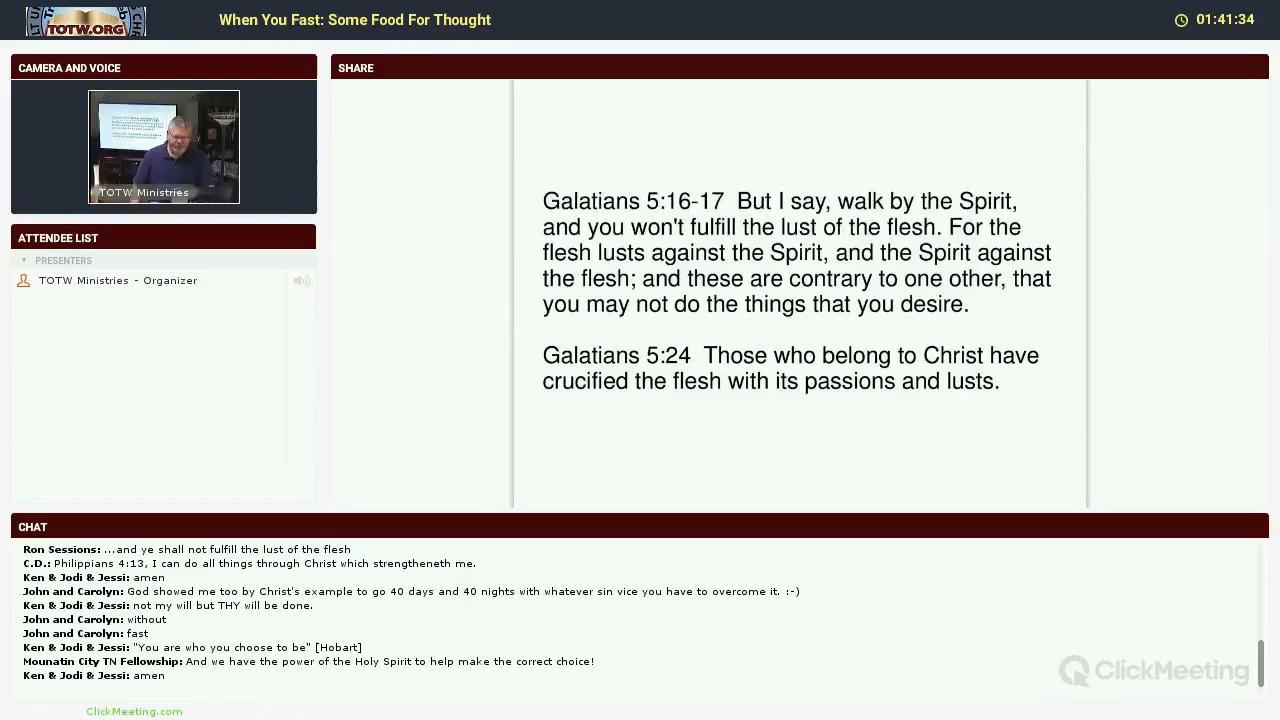 TOTW.ORG
When You Fast: Some Food For Thought
01:41:34
CAMERA AND VOICE
TOTW Ministries
ATTENDEE LIST
PRESENTERS
TOTW Ministries - Organizer
SHARE
Galatians 5:16-17  But I say, walk by the Spirit,
and you won't fulfill the lust of the flesh. For the
flesh lusts against the Spirit, and the Spirit against
the flesh; and these are contrary to one other, that
you may not do the things that you desire.
Galatians 5:24  Those who belong to Christ have
crucified the flesh with its passions and lusts.
CHAT
Ron Sessions: ...and ye shall not fulfill the lust of the flesh
C.D.: Philippians 4:13, I can do all things through Christ which strengtheneth me.
Ken & Jodi & Jessi: amen
John and Carolyn: God showed me too by Christ's example to go 40 days and 40 nights with whatever sin vice you have to overcome it. :-)
Ken & Jodi & Jessi: not my will but THY will be done.
John and Carolyn: without
John and Carolyn: fast
Ken & Jodi & Jessi: "You are who you choose to be" [Hobart]
Mounatin City TN Fellowship: And we have the power of the Holy Spirit to help make the correct choice!
Ken & Jodi & Jessi: amen
ClickMeeting
ClickMeeting.com